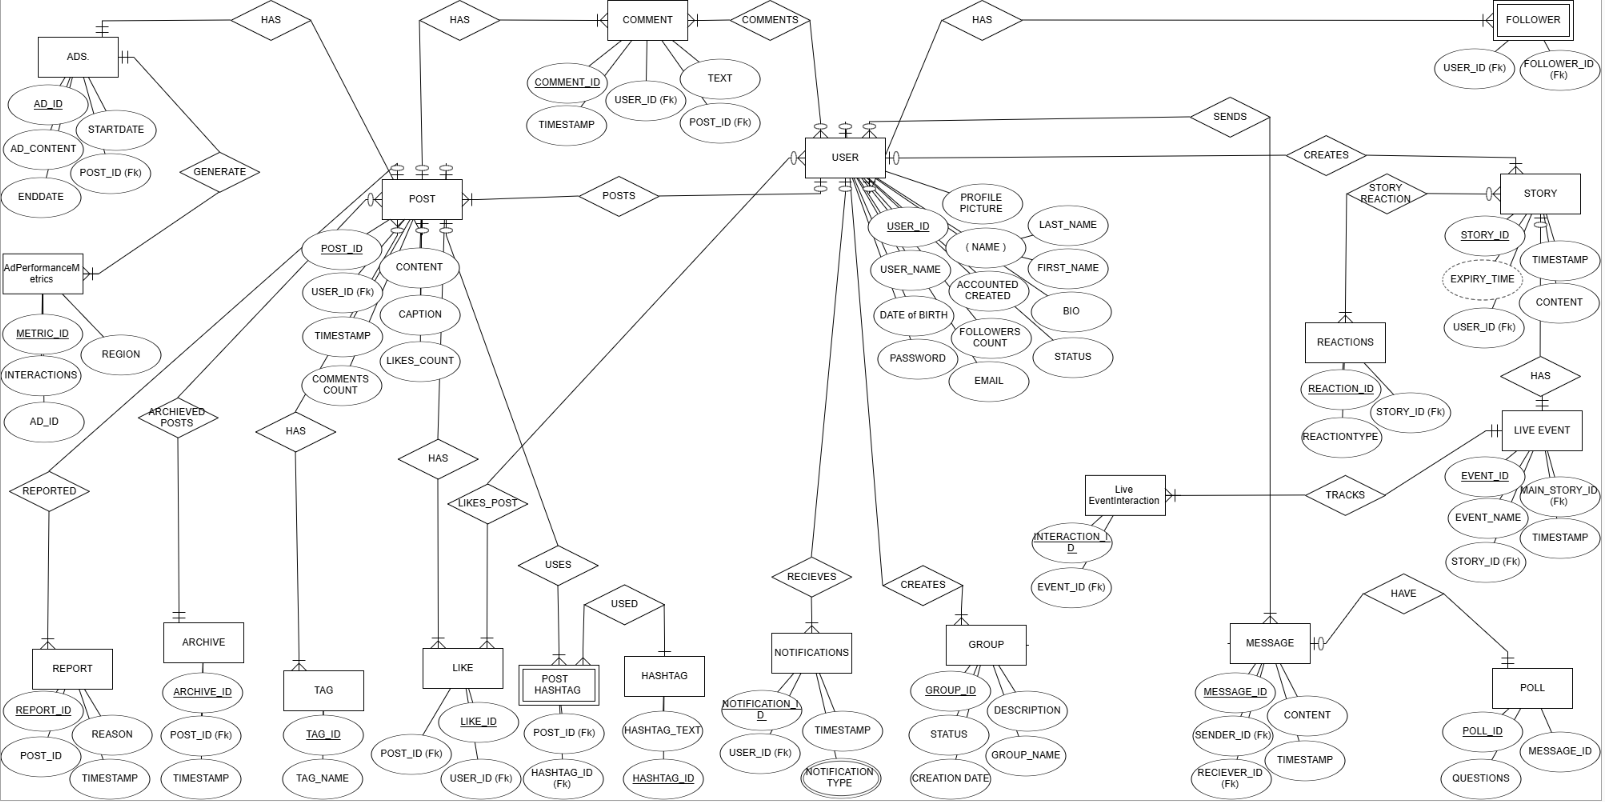 HAS
HAS
COMMENT
COMMENTS
HAS
FOLLOWER
ADS.
USER_ID (Fk)
FOLLOWER_ID
(Fk)
COMMENT_ID
TEXT
USER_ID (Fk)
TIMESTAMP
POST_ID (Fk)
AD_ID
STARTDATE
AD_CONTENT
POST_ID (Fk)
ENDDATE
GENERATE
SENDS
USER
CREATES
POST
POSTS
STORY
REACTION
STORY
PROFILE
PICTURE
USER_ID
( NAME )
LAST_NAME
FIRST_NAME
USER_NAME
ACCOUNTED
CREATED
BIO
DATE of BIRTH
FOLLOWERS
COUNT
PASSWORD
STATUS
EMAIL
POST_ID
CONTENT
USER_ID (Fk)
CAPTION
TIMESTAMP
LIKES_COUNT
COMMENTS
COUNT
STORY_ID
TIMESTAMP
EXPIRY_TIME
CONTENT
USER_ID (Fk)
AdPerformanceM
etrics
METRIC_ID
REGION
INTERACTIONS
AD_ID
REACTIONS
REACTION_ID
STORY_ID (Fk)
REACTIONTYPE
HAS
LIVE EVENT
ARCHIEVED
POSTS
HAS
HAS
REPORTED
LIKES_POST
Live
EventInteraction
TRACKS
EVENT_ID
MAIN_STORY_ID
(Fk)
EVENT_NAME
TIMESTAMP
STORY_ID (Fk)
INTERACTION_I
D
EVENT_ID (Fk)
USES
RECIEVES
CREATES
USED
HAVE
REPORT
ARCHIVE
TAG
LIKE
POST
HASHTAG
HASHTAG
NOTIFICATIONS
GROUP
MESSAGE
POLL
REPORT_ID
REASON
POST_ID
TIMESTAMP
ARCHIVE_ID
POST_ID (Fk)
TIMESTAMP
TAG_ID
TAG_NAME
LIKE_ID
POST_ID (Fk)
USER_ID (Fk)
POST_ID (Fk)
HASHTAG_ID
(Fk)
HASHTAG_TEXT
HASHTAG_ID
NOTIFICATION_I
D
TIMESTAMP
USER_ID (Fk)
NOTIFICATION
TYPE
GROUP_ID
DESCRIPTION
STATUS
GROUP_NAME
CREATION DATE
MESSAGE_ID
CONTENT
SENDER_ID (Fk)
TIMESTAMP
RECIEVER_ID
(Fk)
POLL_ID
MESSAGE_ID
QUESTIONS